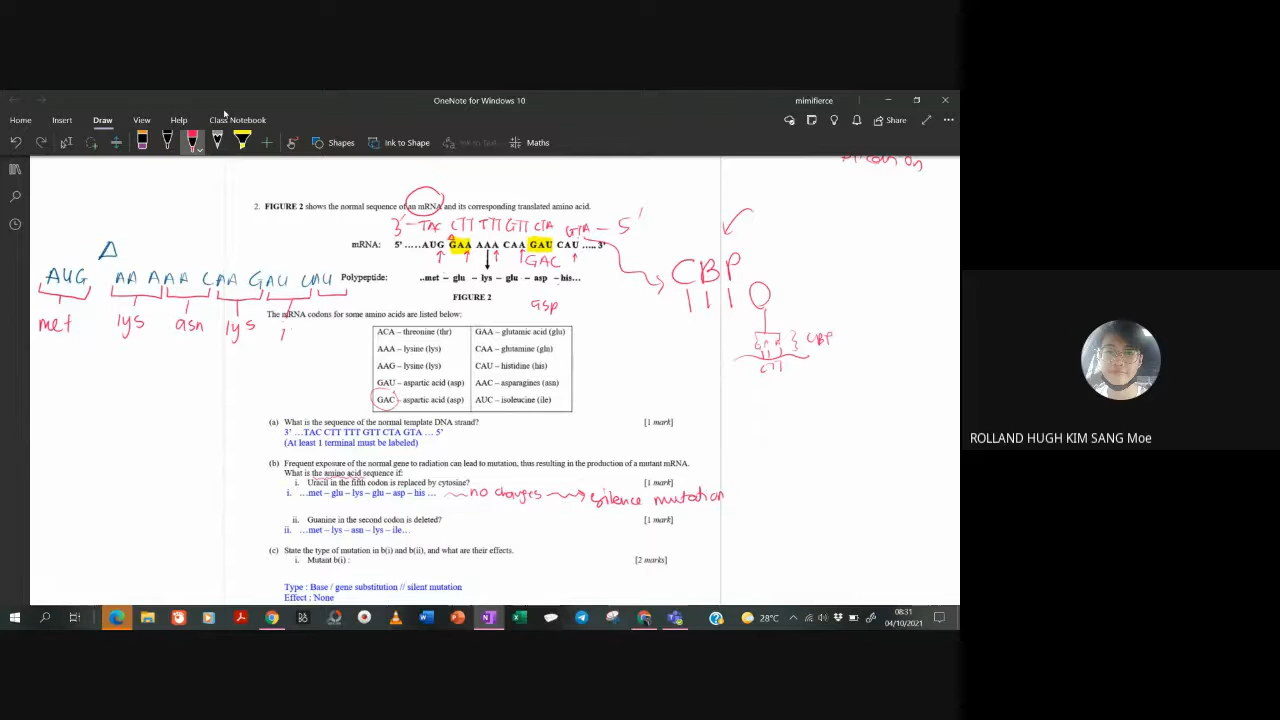 OneNote for Windows 10
mimifierce
Home Insert Draw View Help Class Notebook
Share
Shapes Ink to Shape Ink to Text Maths
2. FIGURE 2 shows the normal sequence of an mRNA and its corresponding translated amino acid.
3' TAC CTT TTT GTT CTA GTA 5'
mRNA: 5' …..AUG GAA AAA CAA GAU CAU ….. 3'
GAC
CBP
Δ
AUG AA AAA CAA GAU CAU
Polypeptide: ..met – glu – lys – glu – asp – his…
met lys asn lys
FIGURE 2
asp
The mRNA codons for some amino acids are listed below:
ACA – threonine (thr) GAA – glutamic acid (glu)
AAA – lysine (lys) CAA – glutamine (gln)
AAG – lysine (lys) CAU – histidine (his)
GAU – aspartic acid (asp) AAC – asparagines (asn)
GAC – aspartic acid (asp) AUC – isoleucine (ile)
CBP
CTT
(a) What is the sequence of the normal template DNA strand? [1 mark]
3' …TAC CTT TTT GTT CTA GTA … 5'
(At least 1 terminal must be labeled)
(b) Frequent exposure of the normal gene to radiation can lead to mutation, thus resulting in the production of a mutant mRNA.
What is the amino acid sequence if:
i. Uracil in the fifth codon is replaced by cytosine? [1 mark]
i. …met – glu – lys – glu – asp – his … no changes silence mutation
ii. Guanine in the second codon is deleted? [1 mark]
ii. …met – lys – asn – lys – ile…
(c) State the type of mutation in b(i) and b(ii), and what are their effects.
i. Mutant b(i) : [2 marks]
Type : Base / gene substitution // silent mutation
Effect : None
ROLLAND HUGH KIM SANG Moe
28°C
08:31
04/10/2021